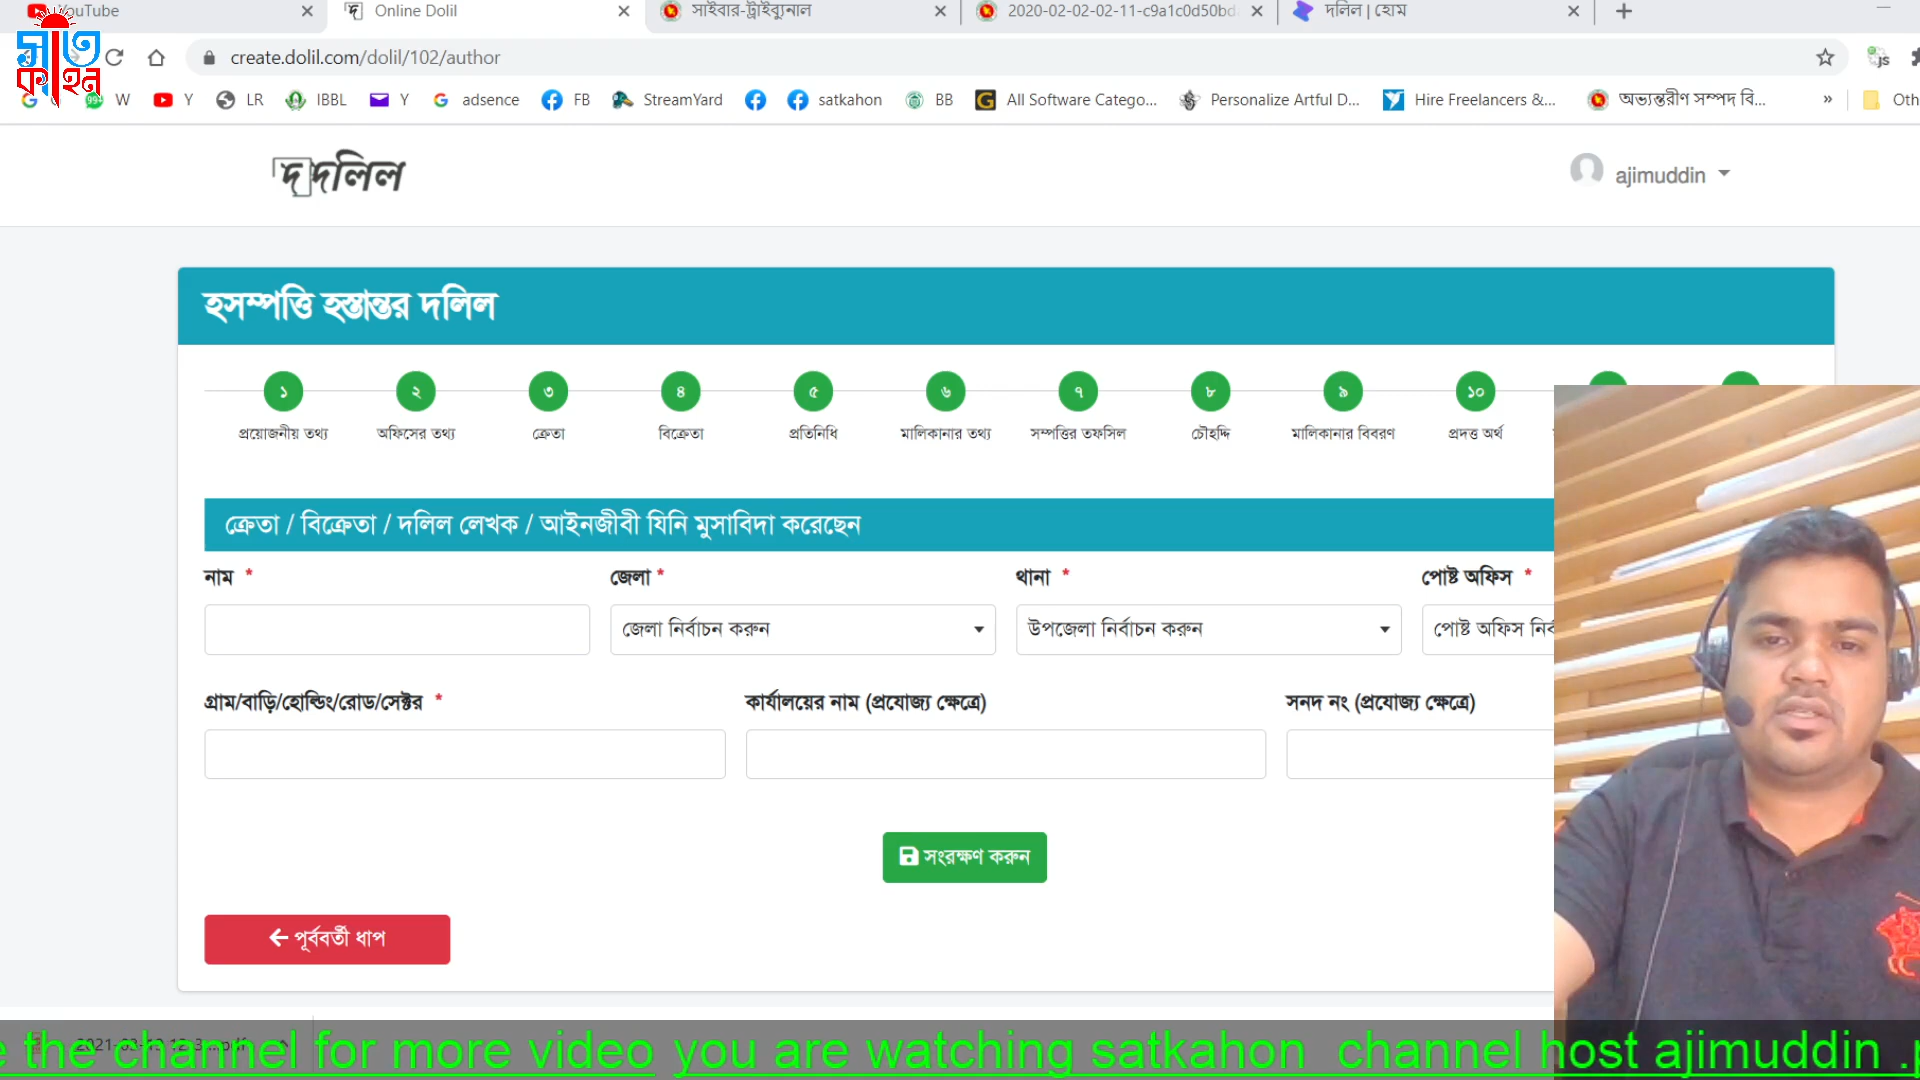 YouTube
Online Dolil
সাইবার-ট্রাইব্যুনাল
2020-02-02-02-11-c9a1c0d50bd
দলিল | হোম
সাত কাহন
create.dolil.com/dolil/102/author
W
Y
LR
IBBL
Y
adsence
FB
StreamYard
satkahon
BB
All Software Catego...
Personalize Artful D...
Hire Freelancers &...
অভ্যন্তরীণ সম্পদ বি...
»
Oth
দলিল
ajimuddin
হসম্পত্তি হস্তান্তর দলিল
১ ২ ৩ ৪ ৫ ৬ ৭ ৮ ৯ ১০
প্রয়োজনীয় তথ্য
অফিসের তথ্য
ক্রেতা
বিক্রেতা
প্রতিনিধি
মালিকানার তথ্য
সম্পত্তির তফসিল
চৌহদ্দি
মালিকানার বিবরণ
প্রদত্ত অর্থ
ক্রেতা / বিক্রেতা / দলিল লেখক / আইনজীবী যিনি মুসাবিদা করেছেন
নাম *
জেলা *
থানা *
পোষ্ট অফিস *
জেলা নির্বাচন করুন
উপজেলা নির্বাচন করুন
পোষ্ট অফিস নির্ব
গ্রাম/বাড়ি/হোল্ডিং/রোড/সেক্টর *
কার্যালয়ের নাম (প্রযোজ্য ক্ষেত্রে)
সনদ নং (প্রযোজ্য ক্ষেত্রে)
সংরক্ষণ করুন
পূর্ববর্তী ধাপ
e the channel for more video you are watching satkahon channel host ajimuddin .p